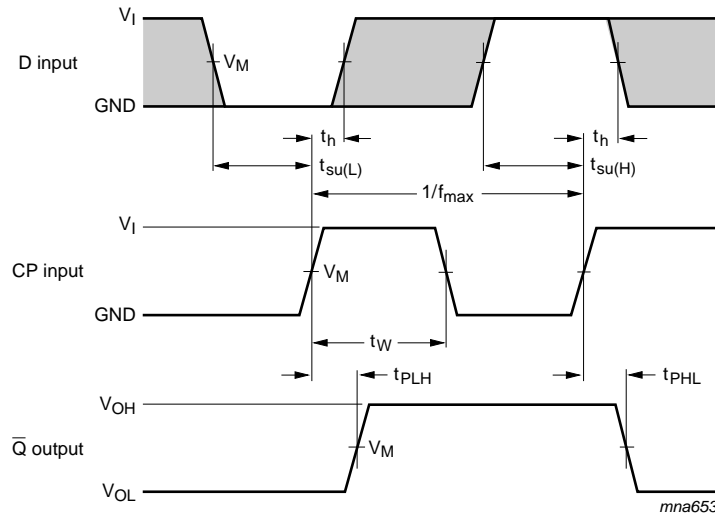 V_I
D input
V_M
GND
t_h
t_h
t_su(L)
t_su(H)
1/f_max
V_I
CP input
V_M
GND
t_W
t_PLH
t_PHL
V_OH
Q̅ output
V_M
V_OL
mna653